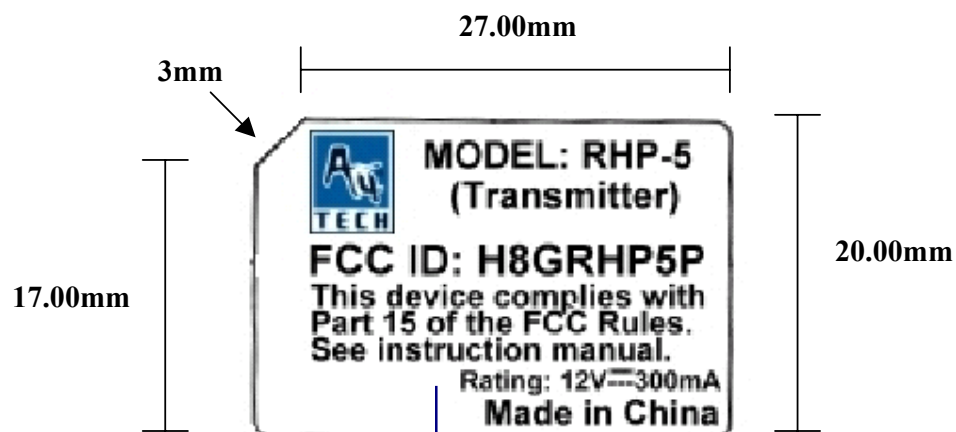 27.00mm
3mm
A4
TECH
MODEL: RHP-5
(Transmitter)
20.00mm
FCC ID: H8GRHP5P
17.00mm
This device complies with
Part 15 of the FCC Rules.
See instruction manual.
Rating: 12V⎓300mA
Made in China